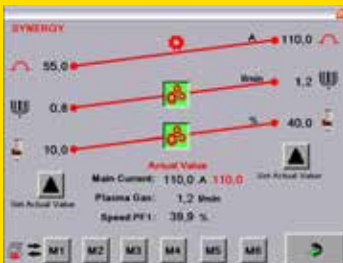 SYNERGY
A 110,0
55,0
l/min 1,2
0,8
% 40,0
10,0
Actual Value
Main Current: 110,0 A 110,0
Set Actual Value
Set Actual Value
Plasma Gas: 1,2 l/min
Speed PF1: 39,9 %
M1 M2 M3 M4 M5 M6